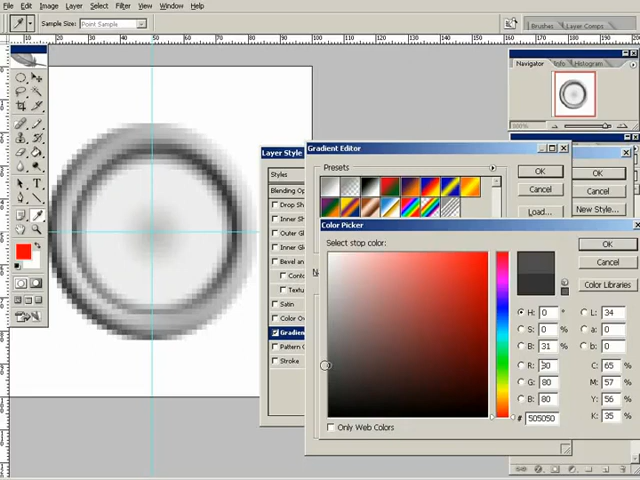 File Edit Image Layer Select Filter View Window Help
Sample Size: Point Sample
Brushes Layer Comps
Navigator Info Histogram
Layer Style
Gradient Editor
Styles
Presets
OK
Blending Op
Cancel
Drop Sh
Load...
New Style...
Inner Sh
Color Picker
Outer G
Select stop color:
OK
Inner Gl
Cancel
Bevel an
Color Libraries
Conto
Textu
Satin
H: 0 °
L: 34
Color Ov
S: 0 %
a: 0
Gradien
B: 31 %
b: 0
Pattern
R: 80
C: 65 %
Stroke
G: 80
M: 57 %
B: 80
Y: 56 %
# 505050
K: 35 %
Only Web Colors